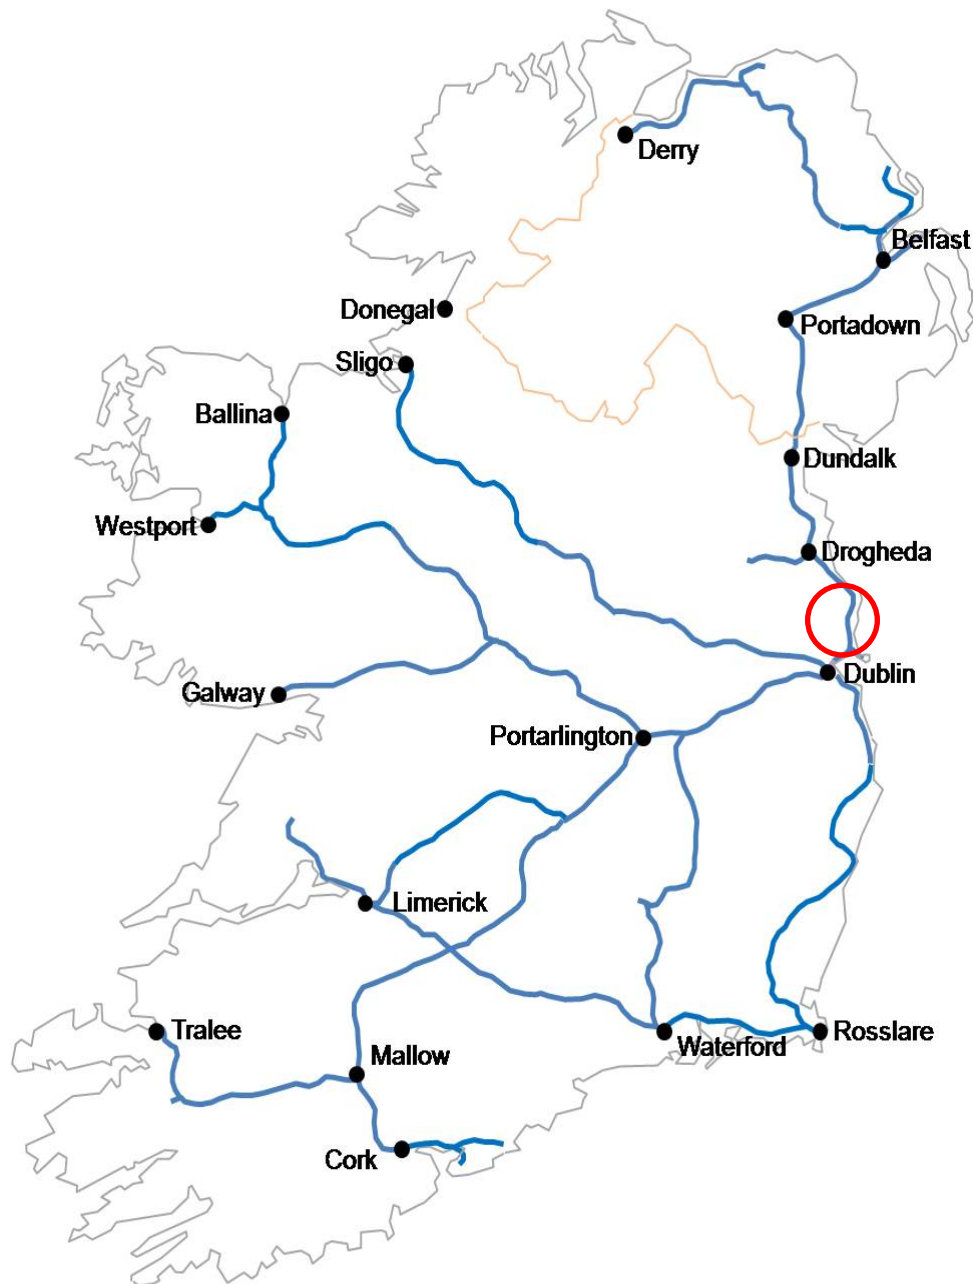 Derry
Belfast
Donegal
Portadown
Sligo
Ballina
Dundalk
Westport
Drogheda
Galway
Dublin
Portarlington
Limerick
Tralee
Mallow
Waterford
Rosslare
Cork